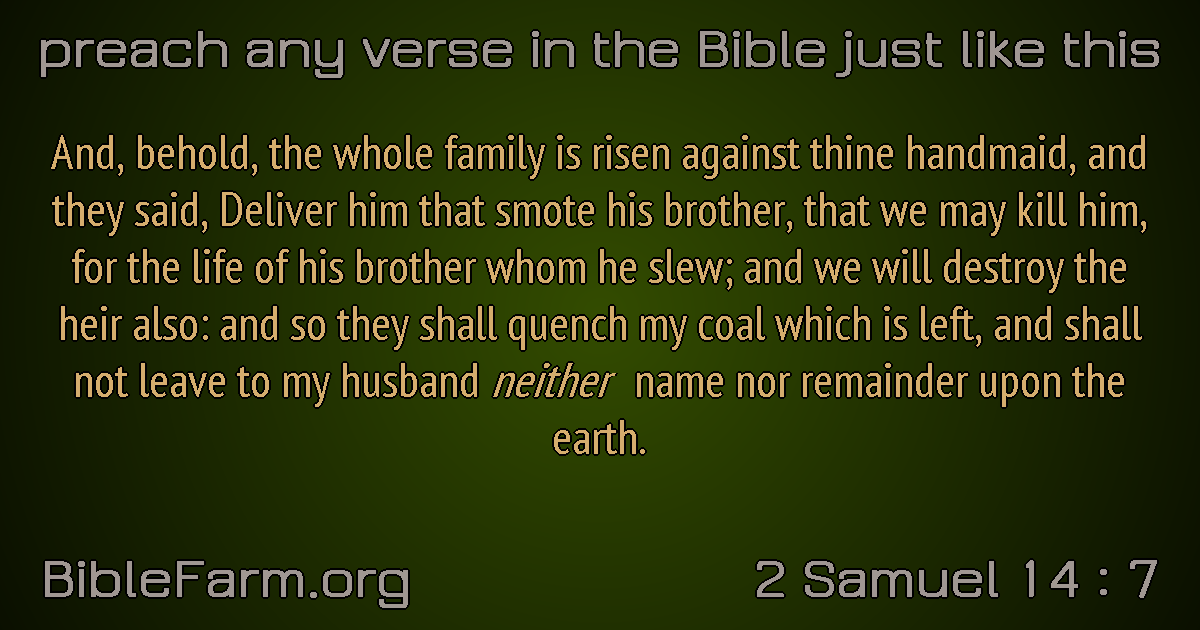 preach any verse in the Bible just like this
And, behold, the whole family is risen against thine handmaid, and
they said, Deliver him that smote his brother, that we may kill him,
for the life of his brother whom he slew; and we will destroy the
heir also: and so they shall quench my coal which is left, and shall
not leave to my husband neither name nor remainder upon the
earth.
BibleFarm.org
2 Samuel 14 : 7